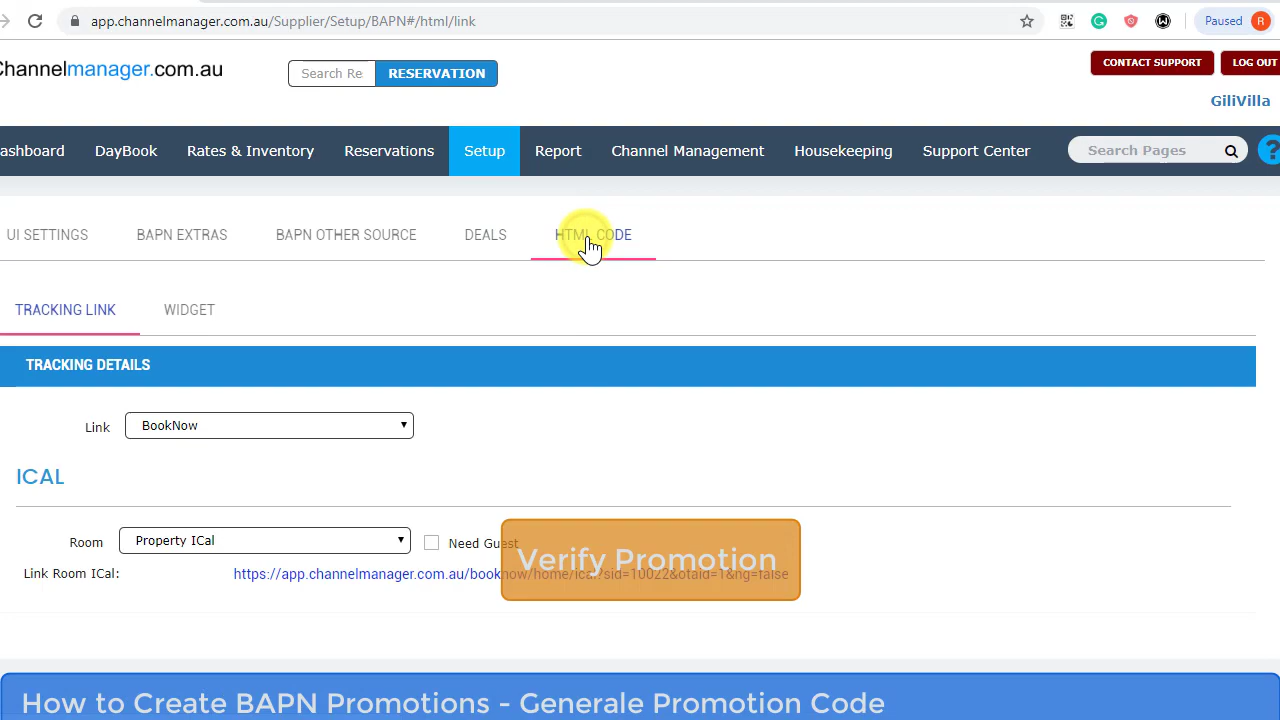 app.channelmanager.com.au/Supplier/Setup/BAPN#/html/link
Paused R
hannelmanager.com.au
Search Re RESERVATION
CONTACT SUPPORT LOG OUT
GiliVilla
ashboard DayBook Rates & Inventory Reservations Setup Report Channel Management Housekeeping Support Center Search Pages ?
UI SETTINGS BAPN EXTRAS BAPN OTHER SOURCE DEALS HTML CODE
TRACKING LINK WIDGET
TRACKING DETAILS
Link BookNow
ICAL
Room Property ICal Need Guest
Verify Promotion
Link Room ICal: https://app.channelmanager.com.au/booknow/home/ical?sid=10022&otaid=1&ng=false
How to Create BAPN Promotions - Generale Promotion Code